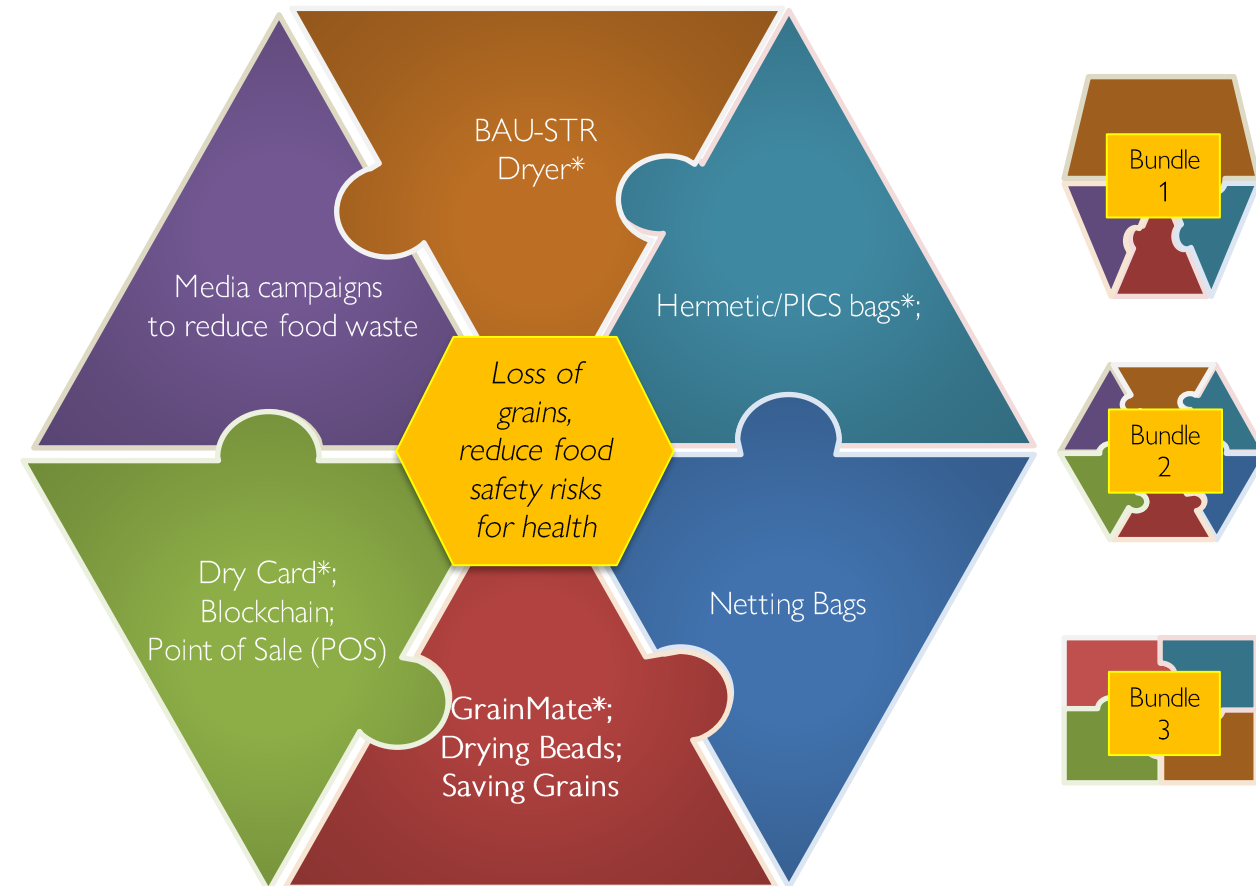 BAU-STR
Dryer*
Media campaigns
to reduce food waste
Hermetic/PICS bags*;
Loss of
grains,
reduce food
safety risks
for health
Dry Card*;
Blockchain;
Point of Sale (POS)
Netting Bags
GrainMate*;
Drying Beads;
Saving Grains
Bundle
1
Bundle
2
Bundle
3